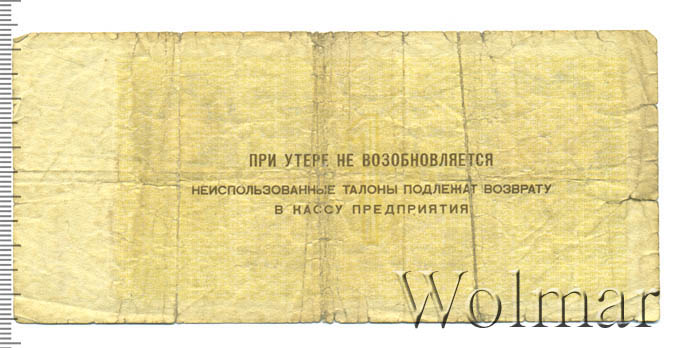 ПРИ УТЕРЕ НЕ ВОЗОБНОВЛЯЕТСЯ
НЕИСПОЛЬЗОВАННЫЕ ТАЛОНЫ ПОДЛЕЖАТ ВОЗВРАТУ
В КАССУ ПРЕДПРИЯТИЯ
Wolmar